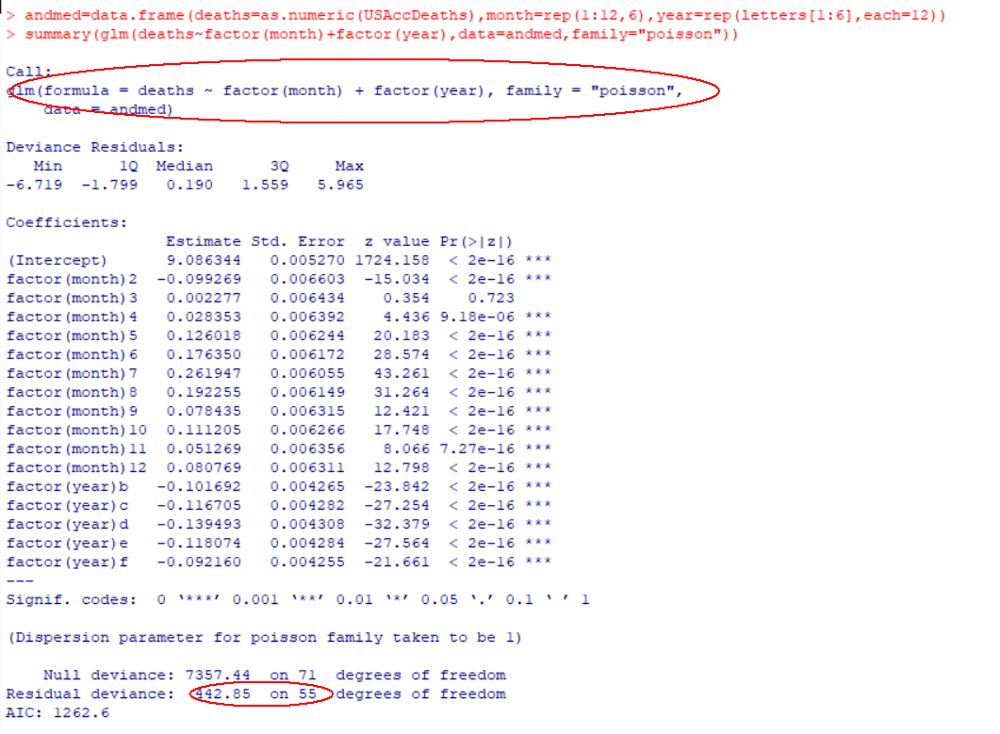 > andmed=data.frame(deaths=as.numeric(USAccDeaths),month=rep(1:12,6),year=rep(letters[1:6],each=12))
> summary(glm(deaths~factor(month)+factor(year),data=andmed,family="poisson"))
Call:
glm(formula = deaths ~ factor(month) + factor(year), family = "poisson",
    data = andmed)
Deviance Residuals:
   Min      1Q  Median      3Q     Max
-6.719  -1.799   0.190   1.559   5.965
Coefficients:
                 Estimate Std. Error  z value Pr(>|z|)
(Intercept)      9.086344   0.005270 1724.158  < 2e-16 ***
factor(month)2  -0.099269   0.006603  -15.034  < 2e-16 ***
factor(month)3   0.002277   0.006434    0.354    0.723
factor(month)4   0.028353   0.006392    4.436 9.18e-06 ***
factor(month)5   0.126018   0.006244   20.183  < 2e-16 ***
factor(month)6   0.176350   0.006172   28.574  < 2e-16 ***
factor(month)7   0.261947   0.006055   43.261  < 2e-16 ***
factor(month)8   0.192255   0.006149   31.264  < 2e-16 ***
factor(month)9   0.078435   0.006315   12.421  < 2e-16 ***
factor(month)10  0.111205   0.006266   17.748  < 2e-16 ***
factor(month)11  0.051269   0.006356    8.066 7.27e-16 ***
factor(month)12  0.080769   0.006311   12.798  < 2e-16 ***
factor(year)b   -0.101692   0.004265  -23.842  < 2e-16 ***
factor(year)c   -0.116705   0.004282  -27.254  < 2e-16 ***
factor(year)d   -0.139493   0.004308  -32.379  < 2e-16 ***
factor(year)e   -0.118074   0.004284  -27.564  < 2e-16 ***
factor(year)f   -0.092160   0.004255  -21.661  < 2e-16 ***
---
Signif. codes:  0 ‘***’ 0.001 ‘**’ 0.01 ‘*’ 0.05 ‘.’ 0.1 ‘ ’ 1
(Dispersion parameter for poisson family taken to be 1)
    Null deviance: 7357.44  on 71  degrees of freedom
Residual deviance:  442.85  on 55  degrees of freedom
AIC: 1262.6